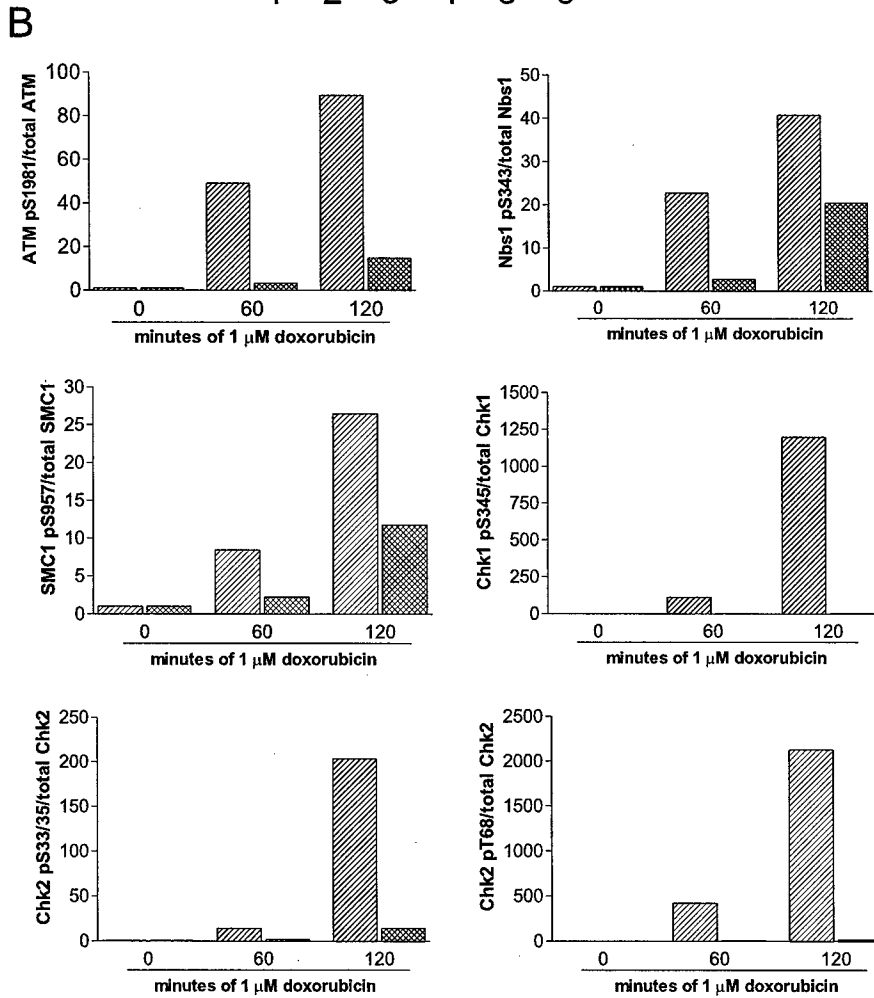 B
ATM pS1981/total ATM
100
80
60
40
20
0
0 60 120
minutes of 1 μM doxorubicin
Nbs1 pS343/total Nbs1
50
40
30
20
10
0
0 60 120
minutes of 1 μM doxorubicin
SMC1 pS957/total SMC1
30
25
20
15
10
5
0
0 60 120
minutes of 1 μM doxorubicin
Chk1 pS345/total Chk1
1500
1250
1000
750
500
250
0
0 60 120
minutes of 1 μM doxorubicin
Chk2 pS33/35/total Chk2
250
200
150
100
50
0
0 60 120
minutes of 1 μM doxorubicin
Chk2 pT68/total Chk2
2500
2000
1500
1000
500
0
0 60 120
minutes of 1 μM doxorubicin